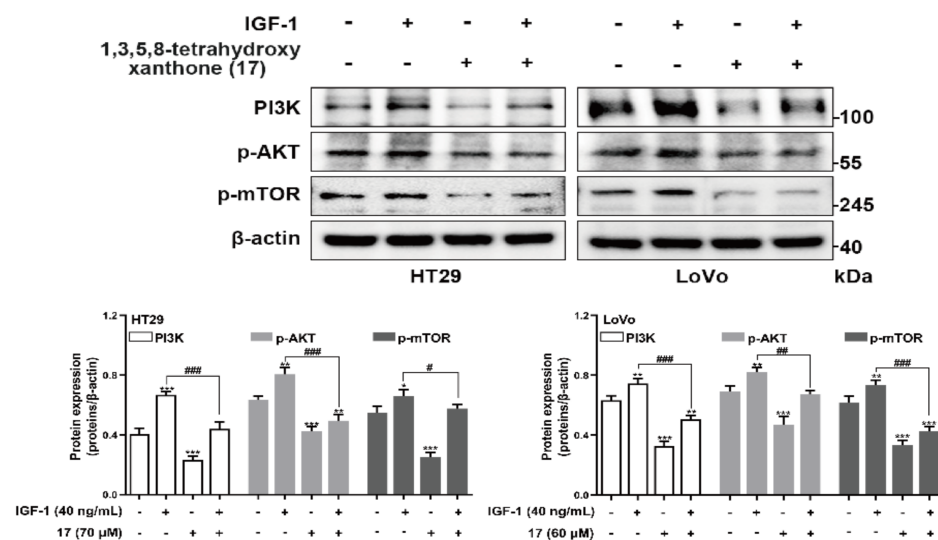 IGF-1 - + - + - + - +
1,3,5,8-tetrahydroxy
xanthone (17) - - + + - - + +
PI3K -100
p-AKT -55
p-mTOR -245
β-actin -40
HT29 LoVo kDa
HT29
PI3K p-AKT p-mTOR
Protein expression
(proteins/β-actin)
1.2
0.8
0.4
0.0
*** *** ### ** *** ** ### * *** #
IGF-1 (40 ng/mL) - + - + - + - + - + - +
17 (70 μM) - - + + - - + + - - + +
LoVo
PI3K p-AKT p-mTOR
Protein expression
(proteins/β-actin)
1.2
0.8
0.4
0.0
** *** ** ### ** *** ## ** *** *** ###
IGF-1 (40 ng/mL) - + - + - + - + - + - +
17 (60 μM) - - + + - - + + - - + +